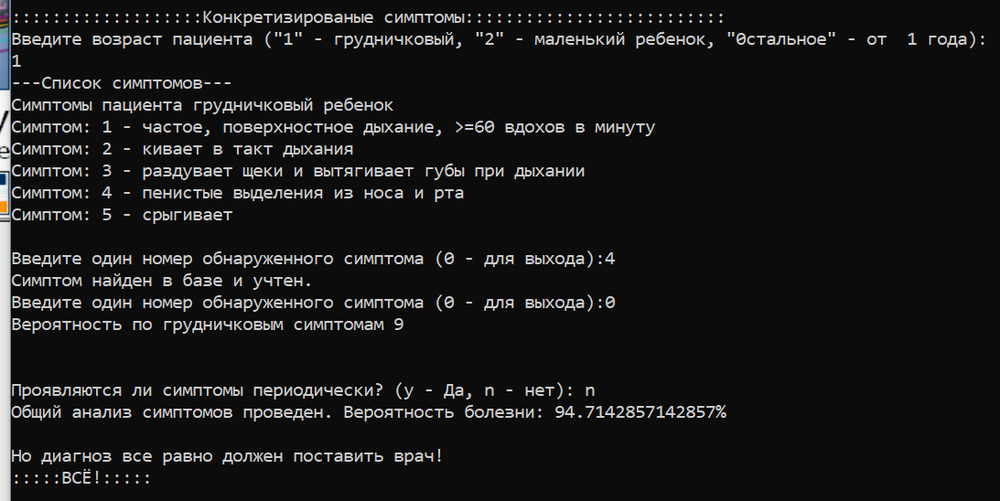 :::::::::::::::::::Конкретизированые симптомы::::::::::::::::::::::::::
Введите возраст пациента ("1" - грудничковый, "2" - маленький ребенок, "0стальное" - от  1 года):
1
---Список симптомов---
Симптомы пациента грудничковый ребенок
Симптом: 1 - частое, поверхностное дыхание, >=60 вдохов в минуту
Симптом: 2 - кивает в такт дыхания
Симптом: 3 - раздувает щеки и вытягивает губы при дыхании
Симптом: 4 - пенистые выделения из носа и рта
Симптом: 5 - срыгивает
Введите один номер обнаруженного симптома (0 - для выхода):4
Симптом найден в базе и учтен.
Введите один номер обнаруженного симптома (0 - для выхода):0
Вероятность по грудничковым симптомам 9
Проявляются ли симптомы периодически? (y - Да, n - нет): n
Общий анализ симптомов проведен. Вероятность болезни: 94.7142857142857%
Но диагноз все равно должен поставить врач!
:::::ВСЁ!:::::